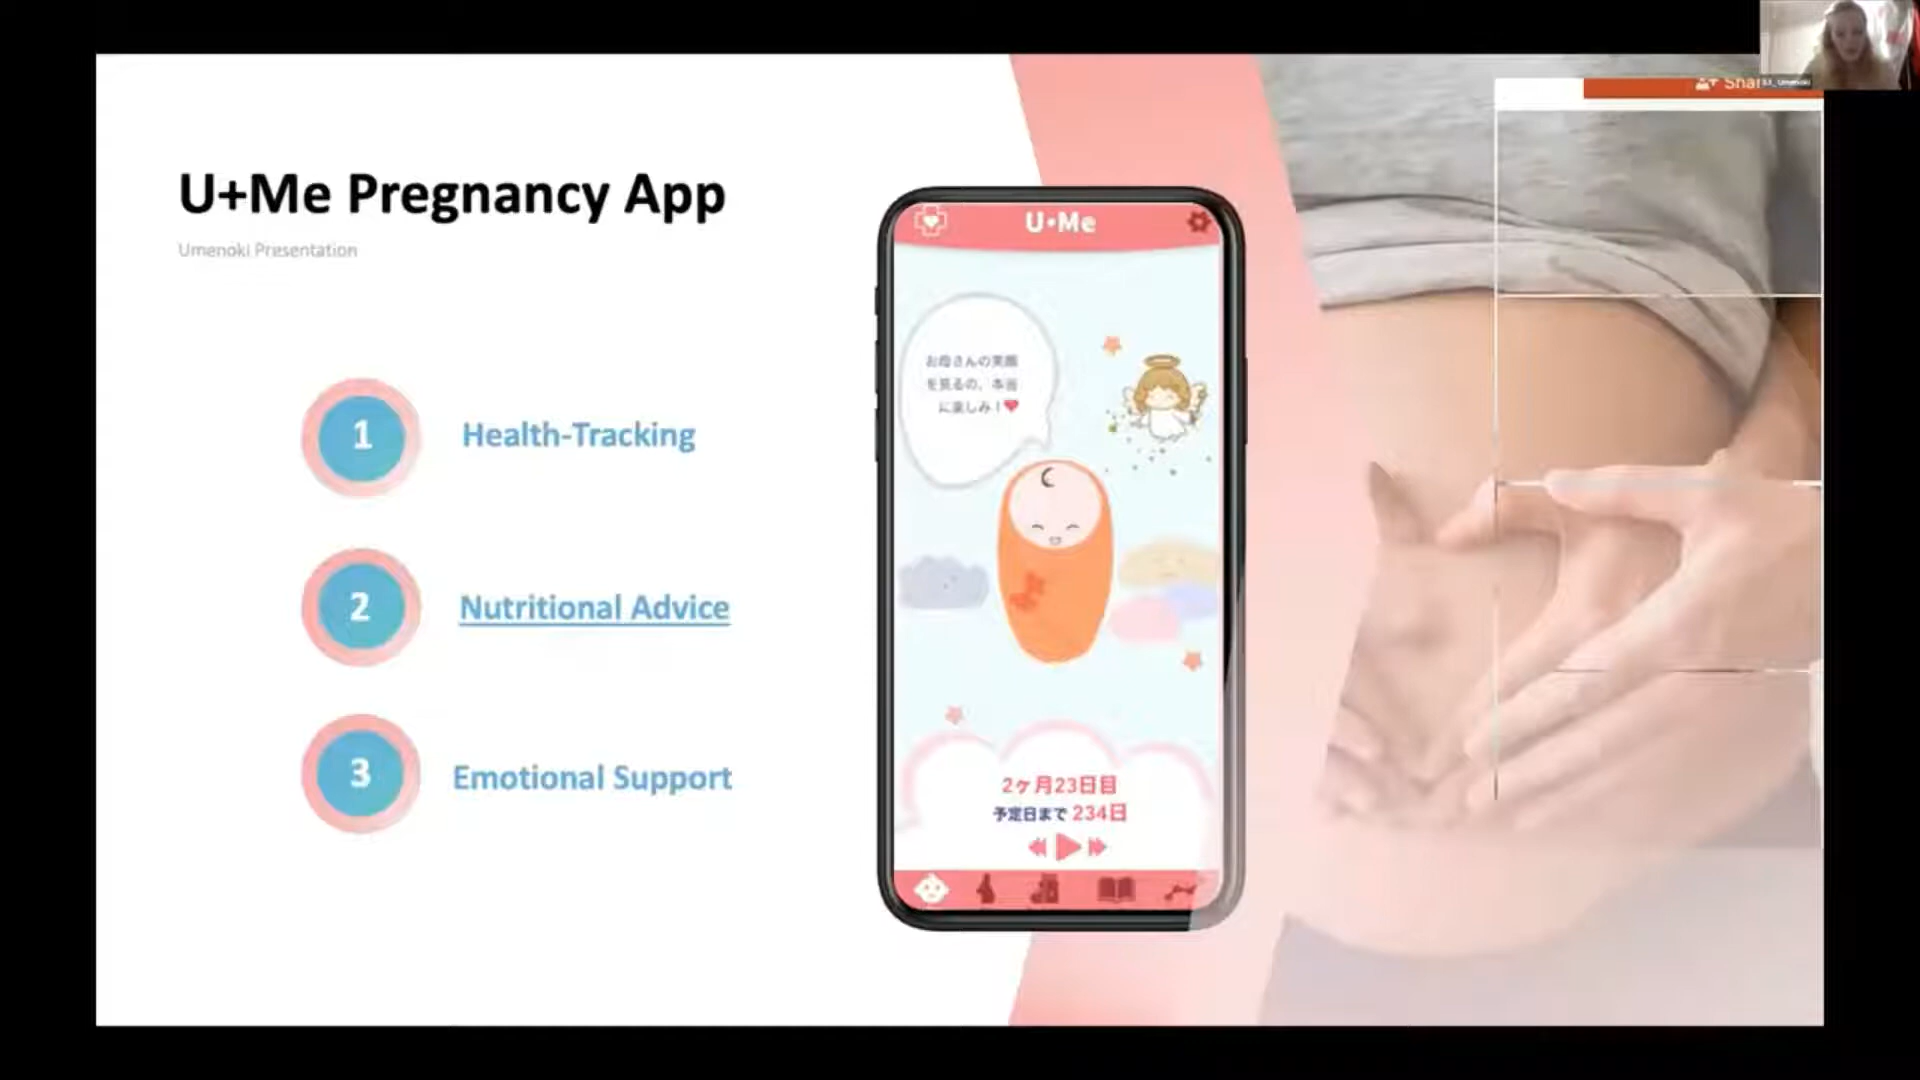 U+Me Pregnancy App
Umenoki Presentation
1
Health-Tracking
2
Nutritional Advice
3
Emotional Support
U•Me
お母さんの笑顔
を見るの、本当
に楽しみ！
2ヶ月23日目
予定日まで 234日